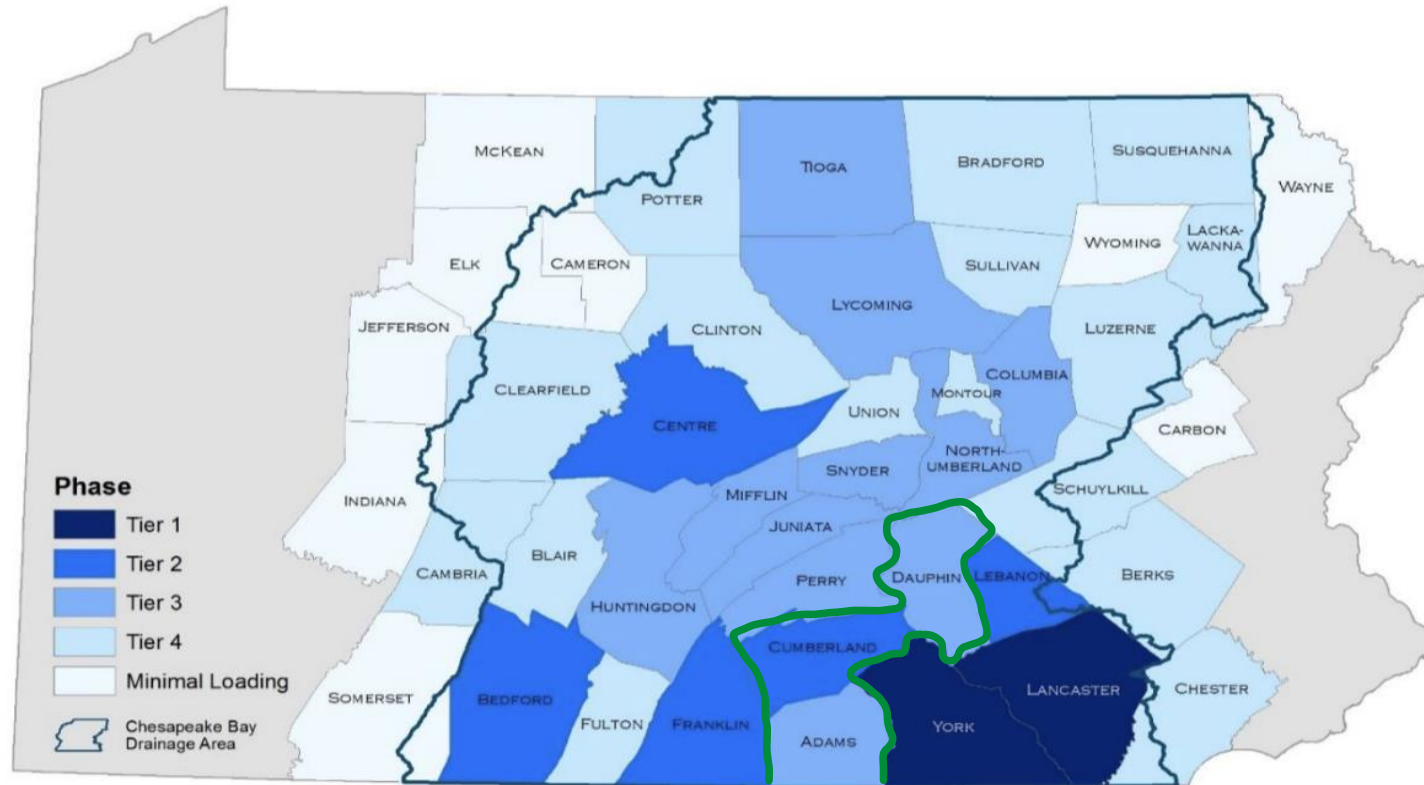 McKEAN
POTTER
TIOGA
BRADFORD
SUSQUEHANNA
WAYNE
ELK
CAMERON
SULLIVAN
WYOMING
LACKA-
WANNA
JEFFERSON
CLINTON
LYCOMING
LUZERNE
CLEARFIELD
CENTRE
UNION
MONTOUR
COLUMBIA
CARBON
INDIANA
SNYDER
NORTH-
UMBERLAND
SCHUYLKILL
MIFFLIN
JUNIATA
CAMBRIA
BLAIR
HUNTINGDON
PERRY
DAUPHIN
LEBANON
BERKS
SOMERSET
BEDFORD
FULTON
FRANKLIN
CUMBERLAND
ADAMS
YORK
LANCASTER
CHESTER
Phase
Tier 1
Tier 2
Tier 3
Tier 4
Minimal Loading
Chesapeake Bay
Drainage Area